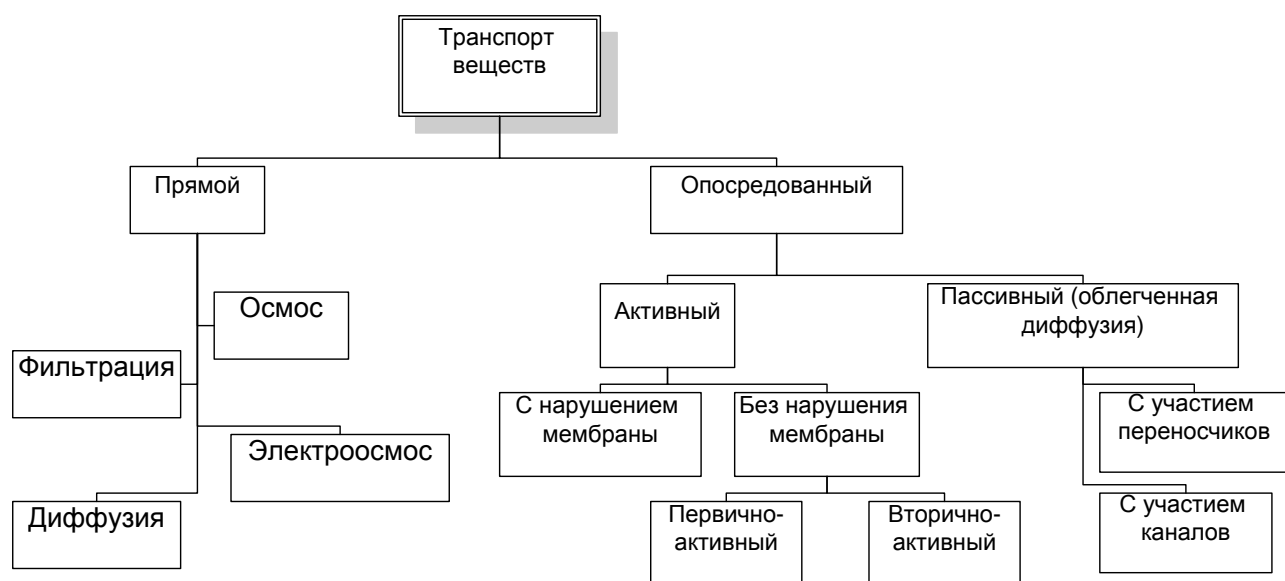 Транспорт
веществ
Прямой
Опосредованный
Осмос
Фильтрация
Электроосмос
Диффузия
Активный
Пассивный (облегченная
диффузия)
С нарушением
мембраны
Без нарушения
мембраны
Первично-
активный
Вторично-
активный
С участием
переносчиков
С участием
каналов